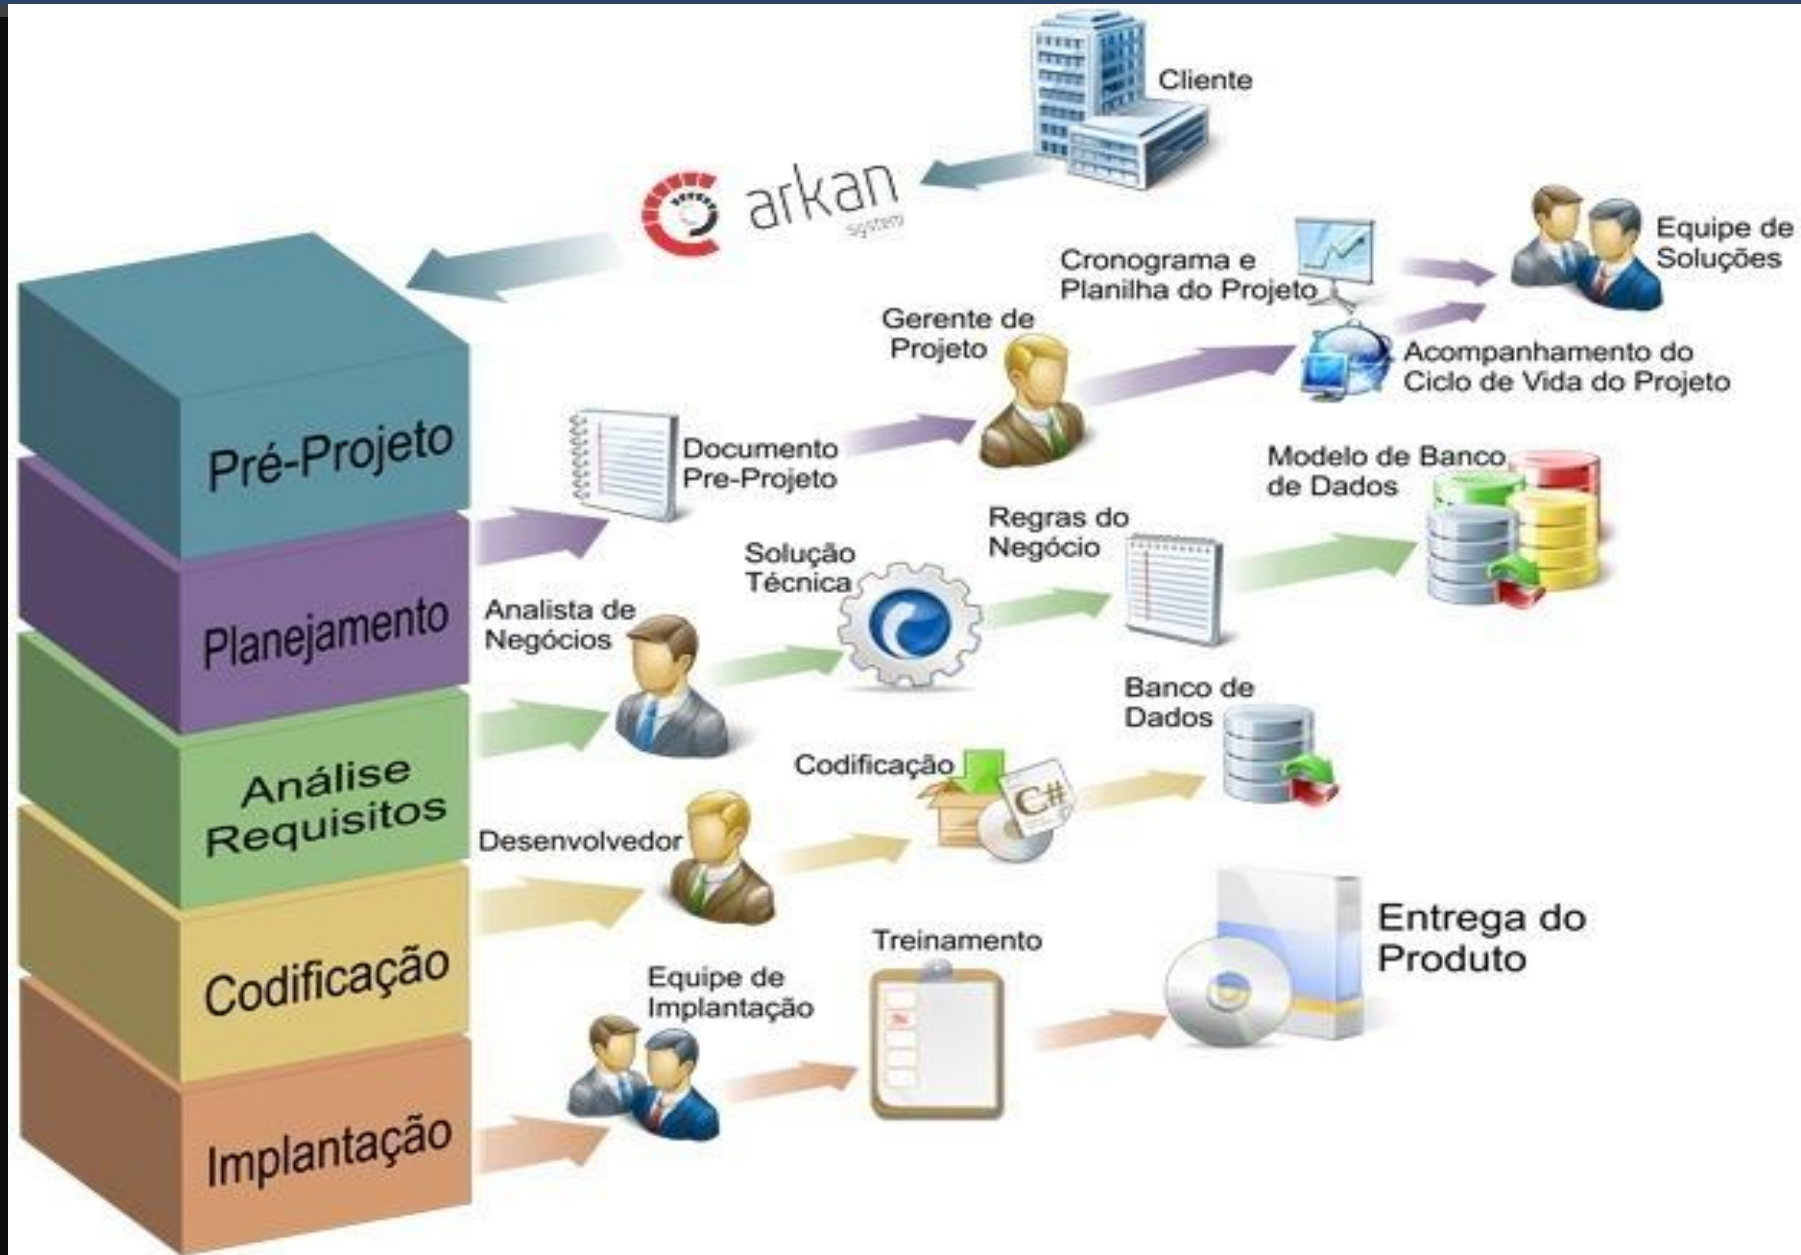 Cliente
arkan
system
Equipe de
Soluções
Cronograma e
Planilha do Projeto
Gerente de
Projeto
Acompanhamento do
Ciclo de Vida do Projeto
Pré-Projeto
Documento
Pre-Projeto
Modelo de Banco
de Dados
Regras do
Negócio
Solução
Técnica
Planejamento
Analista de
Negócios
Banco de
Dados
Análise
Requisitos
Codificação
C#
Desenvolvedor
Codificação
Treinamento
Entrega do
Produto
Equipe de
Implantação
Implantação